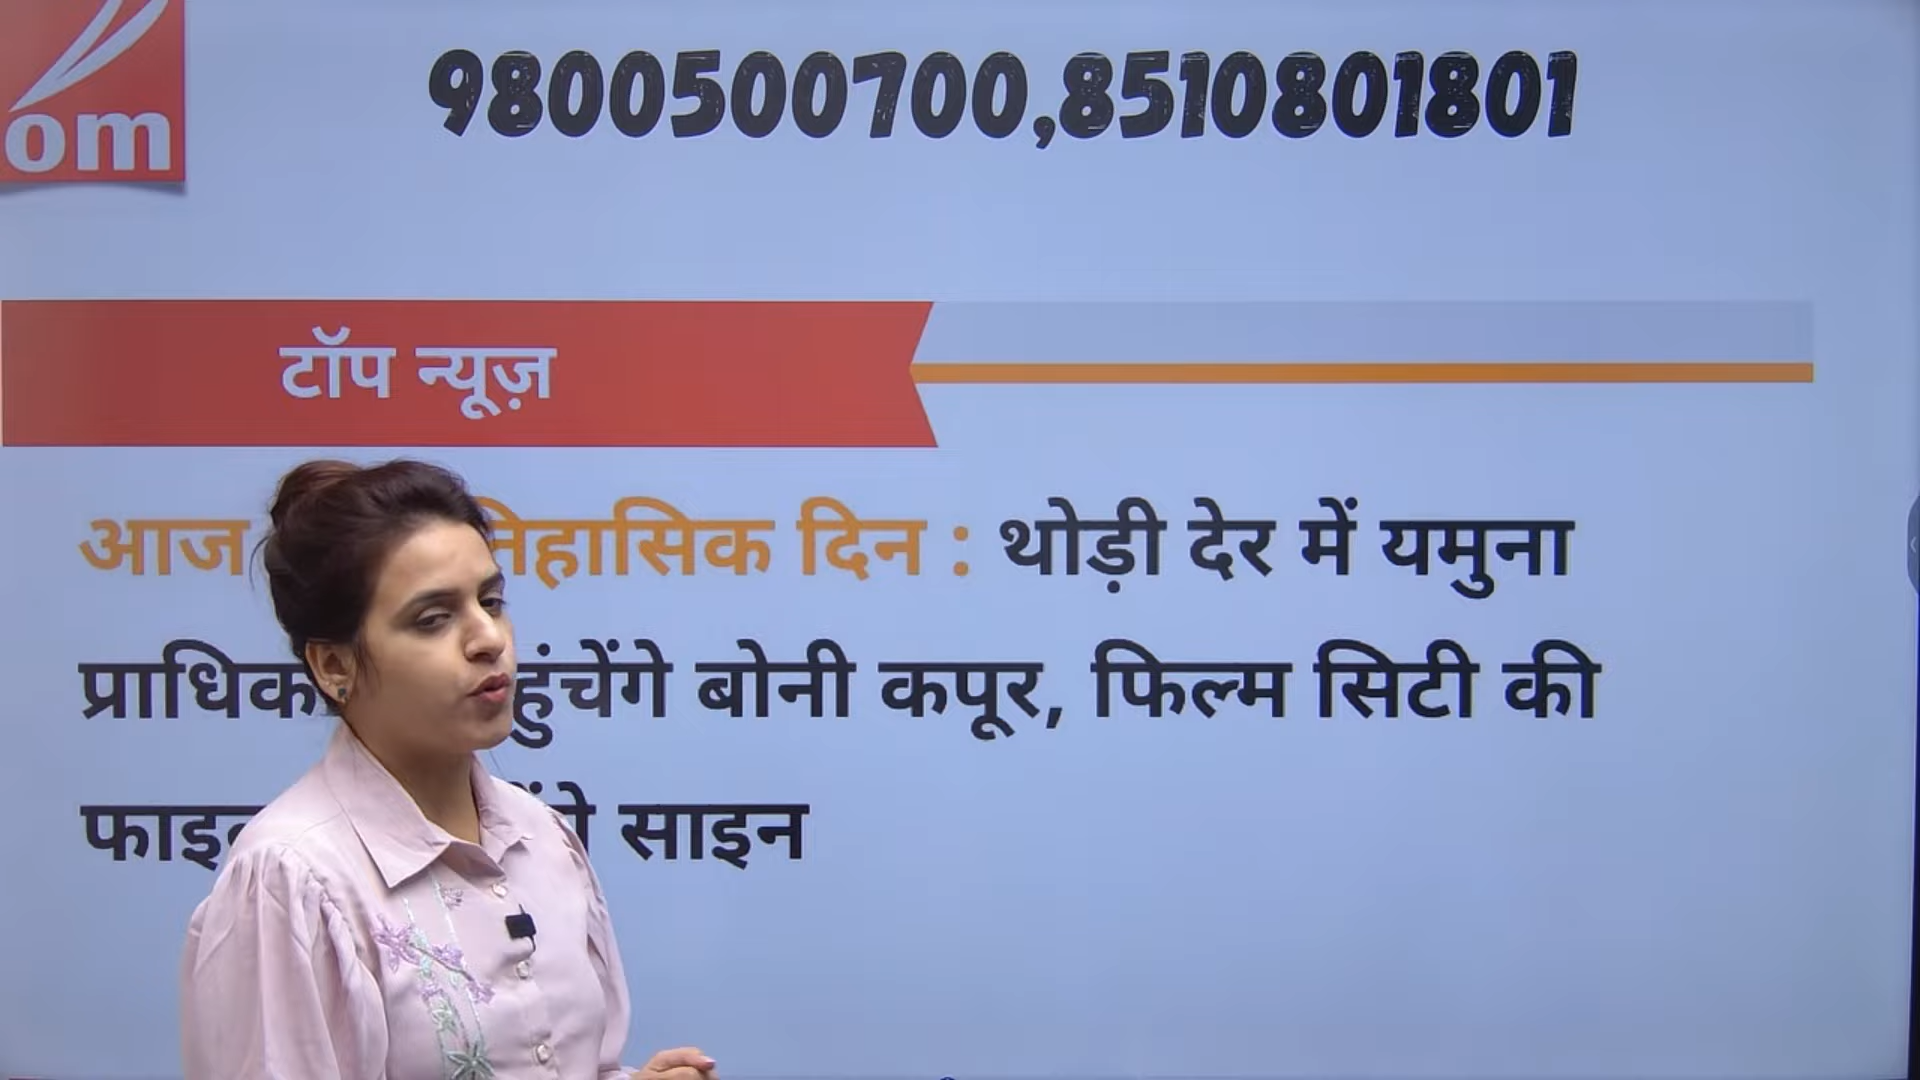 9800500700,8510801801
om
टॉप न्यूज़
आज दिन : थोड़ी देर में यमुना
बोनी कपूर, फिल्म सिटी की
साइन